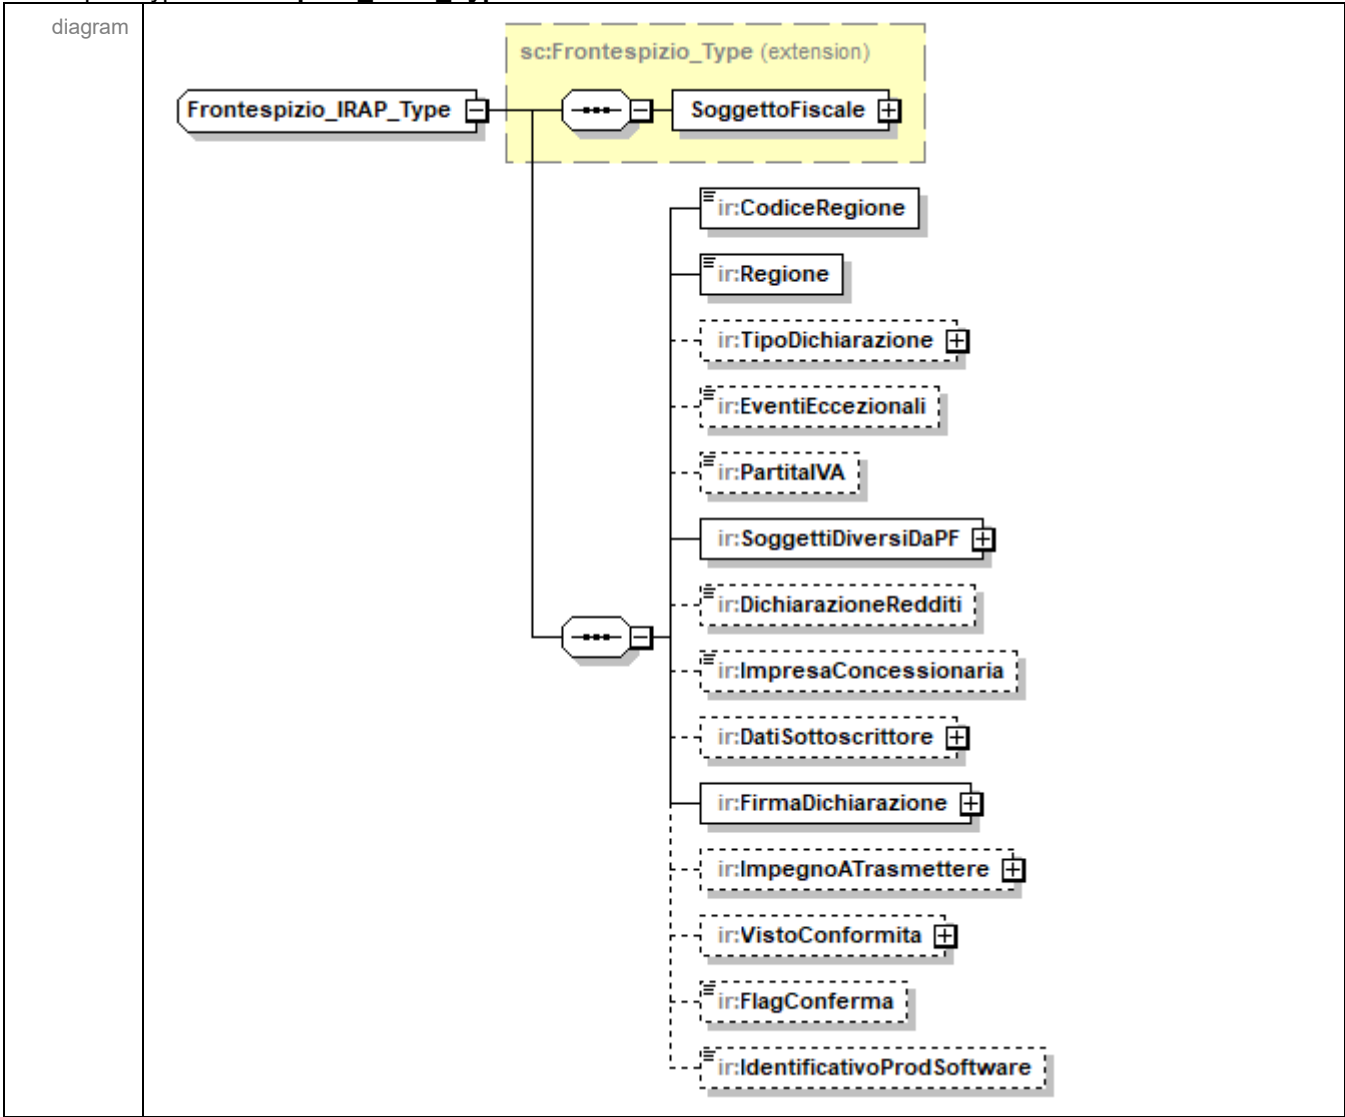 diagram
sc:Frontespizio_Type (extension)
Frontespizio_IRAP_Type
SoggettoFiscale
ir:CodiceRegione
ir:Regione
ir:TipoDichiarazione
ir:EventiEccezionali
ir:PartitaIVA
ir:SoggettiDiversiDaPF
ir:DichiarazioneRedditi
ir:ImpresaConcessionaria
ir:DatiSottoscrittore
ir:FirmaDichiarazione
ir:ImpegnoATrasmettere
ir:VistoConformita
ir:FlagConferma
ir:IdentificativoProdSoftware